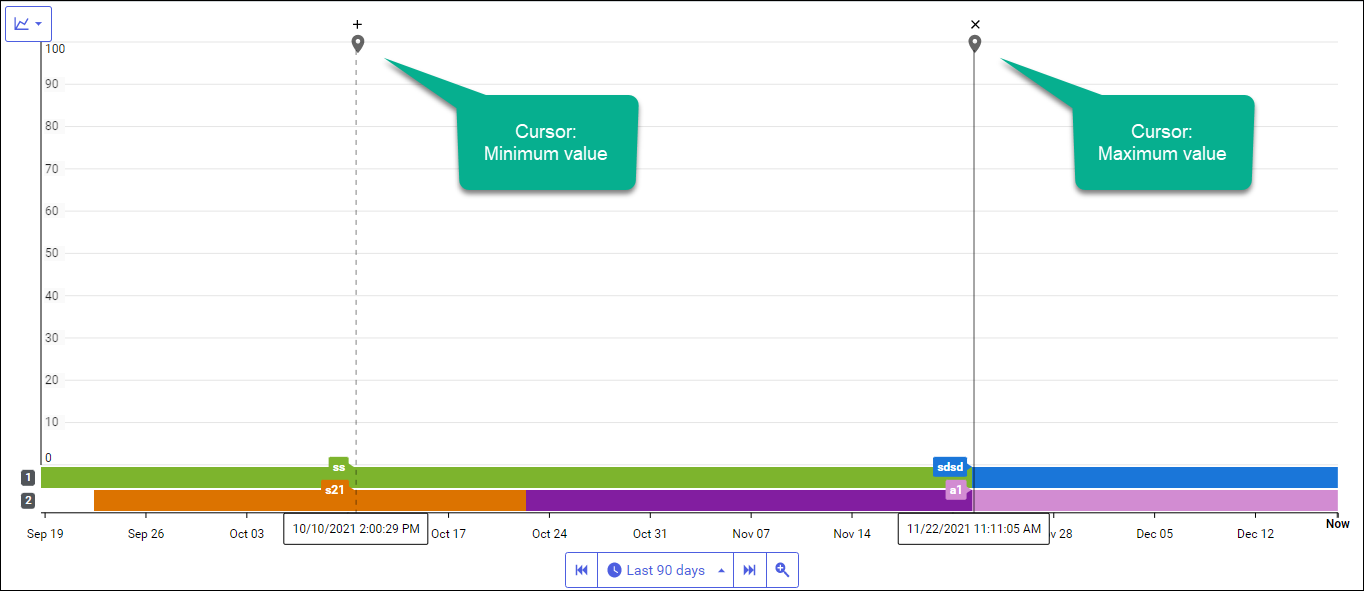 100
90
80
70
60
50
40
30
20
10
0
Cursor:
Minimum value
Cursor:
Maximum value
1
ss
sdsd
2
s21
a1
Sep 19
Sep 26
Oct 03
10/10/2021 2:00:29 PM
Oct 17
Oct 24
Oct 31
Nov 07
Nov 14
11/22/2021 11:11:05 AM
v 28
Dec 05
Dec 12
Now
Last 90 days